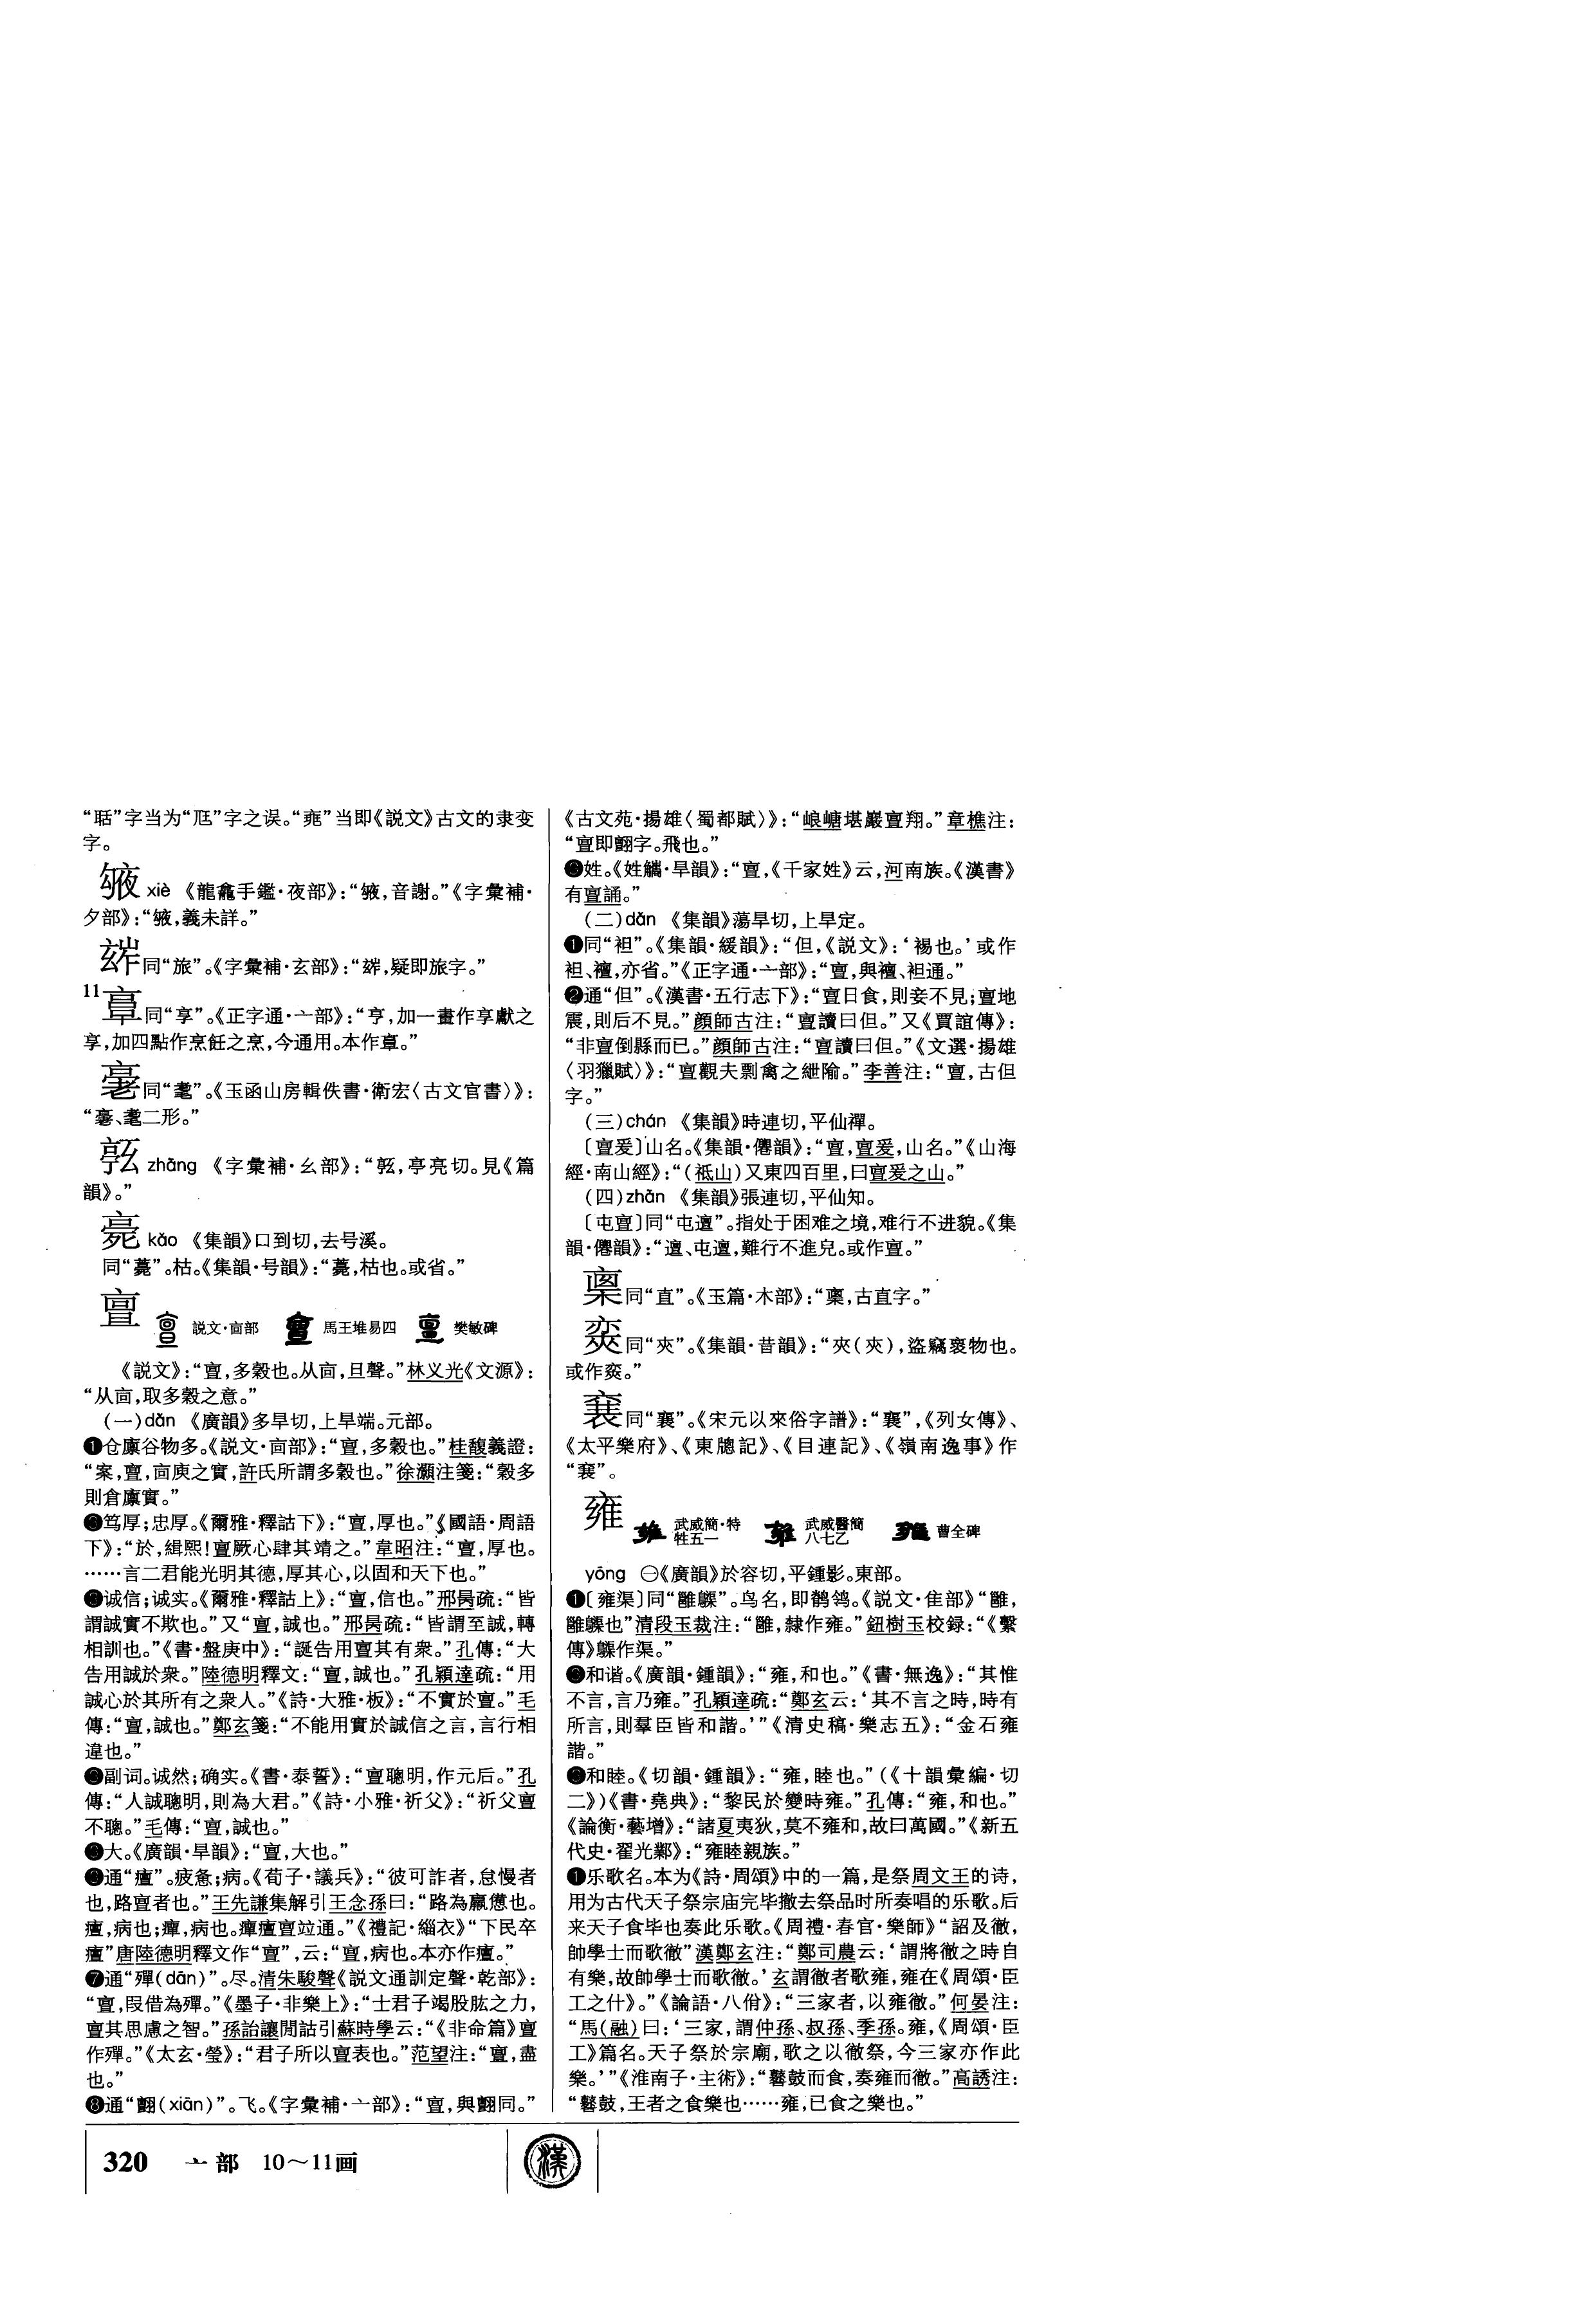 “䎳”字当为“尫”字之误。“䧹”当即《説文》古文的隶变
字。
xiè 《龍龕手鑑·夜部》:“,音謝。”《字彙補·
夕部》:“,義未詳。”
同“旅”。《字彙補·玄部》:“,疑即旅字。”
11
同“享”。《正字通·亠部》:“亨,加一畫作享獻之
享,加四點作烹飪之烹,今通用。本作。”
同“耄”。《玉函山房輯佚書·衛宏〈古文官書〉》:
“、耄二形。”
zhǎng 《字彙補·幺部》:“,亭亮切。見《篇
韻》。”
kǎo 《集韻》口到切,去号溪。
同“薧”。枯。《集韻·号韻》:“薧,枯也。或省。”
亶 説文·㐭部 馬王堆易四 樊敏碑
《説文》:“亶,多穀也。从㐭,旦聲。”林义光《文源》:
“从㐭,取多穀之意。”
(一)dǎn 《廣韻》多旱切,上旱端。元部。
❶仓廪谷物多。《説文·㐭部》:“亶,多穀也。”桂馥義證:
“案,亶,㐭庾之實,許氏所謂多穀也。”徐灝注箋:“穀多
則倉廪實。”
笃厚;忠厚。《爾雅·釋詁下》:“亶,厚也。”《國語·周語
下》:“於,緝熙!亶厥心肆其靖之。”韋昭注:“亶,厚也。
……言二君能光明其德,厚其心,以固和天下也。”
诚信;诚实。《爾雅·釋詁上》:“亶,信也。”邢昺疏:“皆
謂誠實不欺也。”又“亶,誠也。”邢昺疏:“皆謂至誠,轉
相訓也。”《書·盤庚中》:“誕告用亶其有衆。”孔傳:“大
告用誠於衆。”陸德明釋文:“亶,誠也。”孔穎達疏:“用
誠心於其所有之衆人。”《詩·大雅·板》:“不實於亶。”毛
傳:“亶,誠也。”鄭玄箋:“不能用實於誠信之言,言行相
違也。”
副词。诚然;确实。《書·泰誓》:“亶聰明,作元后。”孔
傳:“人誠聰明,則為大君。”《詩·小雅·祈父》:“祈父亶
不聰。”毛傳:“亶,誠也。”
大。《廣韻·旱韻》:“亶,大也。”
通“癉”。疲惫;病。《荀子·議兵》:“彼可詐者,怠慢者
也,路亶者也。”王先謙集解引王念孫曰:“路為羸憊也。
㿊,病也;癉,病也。癉㿊亶竝通。”《禮記·緇衣》“下民卒
㿊”唐陸德明釋文作“亶”,云:“亶,病也。本亦作㿊。”
❼通“殫(dān)”。尽。清朱駿聲《説文通訓定聲·乾部》:
“亶,叚借為殫。”《墨子·非樂上》:“士君子竭股肱之力,
亶其思慮之智。”孫詒讓閒詁引蘇時學云:“《非命篇》亶
作殫。”《太玄·瑩》:“君子所以亶表也。”范望注:“亶,盡
也。”
❽通“翧(xiān)”。飞。《字彙補·亠部》:“亶,與翧同。”
《古文苑·揚雄〈蜀都賦〉》:“崀嵣堪巖亶翔。”章樵注:
“亶即翧字。飛也。”
姓。《姓觿·旱韻》:“亶,《千家姓》云,河南族。《漢書》
有亶誦。”
(二)dǎn 《集韻》蕩旱切,上旱定。
❶同“袒”。《集韻·緩韻》:“但,《説文》:‘裼也。’或作
袒、襢,亦省。”《正字通·亠部》:“亶,與襢、袒通。”
❷通“但”。《漢書·五行志下》:“亶日食,則妾不見;亶地
震,則后不見。”顔師古注:“亶讀曰但。”又《賈誼傳》:
“非亶倒縣而已。”顔師古注:“亶讀曰但。”《文選·揚雄
〈羽獵賦〉》:“亶觀夫剽禽之紲隃。”李善注:“亶,古但
字。”
(三)chán 《集韻》時連切,平仙禪。
〔亶爰〕山名。《集韻·僊韻》:“亶,亶爰,山名。”《山海
經·南山經》:“(祗山)又東四百里,曰亶爰之山。”
(四)zhān 《集韻》張連切,平仙知。
〔屯亶〕同“屯邅”。指处于困难之境,难行不进貌。《集
韻·僊韻》:“邅、屯邅,難行不進皃。或作亶。”
同“直”。《玉篇·木部》:“,古直字。”
同“㚒”。《集韻·昔韻》:“㚒(夾),盜竊褱物也。
或作。”
同“襄”。《宋元以來俗字譜》:“襄”,《列女傳》、
《太平樂府》、《東牕記》、《目連記》、《嶺南逸事》作
“”。
雍 武威簡·特牲五一 武威醫簡八七乙 曹全碑
yōng ㊀《廣韻》於容切,平鍾影。東部。
❶〔雍渠〕同“雝𪆂”。鸟名,即鹡鸰。《説文·隹部》“雝,
雝𪆂也”清段玉裁注:“雝,隸作雍。”鈕樹玉校録:“《繫
傳》𪆂作渠。”
和谐。《廣韻·鍾韻》:“雍,和也。”《書·無逸》:“其惟
不言,言乃雍。”孔穎達疏:“鄭玄云:‘其不言之時,時有
所言,則羣臣皆和諧。’”《清史稿·樂志五》:“金石雍
諧。”
和睦。《切韻·鍾韻》:“雍,睦也。”(《十韻彙編·切
二》)《書·堯典》:“黎民於變時雍。”孔傳:“雍,和也。”
《論衡·藝增》:“諸夏夷狄,莫不雍和,故曰萬國。”《新五
代史·翟光鄴》:“雍睦親族。”
❶乐歌名。本为《詩·周頌》中的一篇,是祭周文王的诗,
用为古代天子祭宗庙完毕撤去祭品时所奏唱的乐歌。后
来天子食毕也奏此乐歌。《周禮·春官·樂師》“詔及徹,
帥學士而歌徹”漢鄭玄注:“鄭司農云:‘謂將徹之時自
有樂,故帥學士而歌徹。’玄謂徹者歌雍,雍在《周頌·臣
工之什》。”《論語·八佾》:“三家者,以雍徹。”何晏注:
“馬(融)曰:‘三家,謂仲孫、叔孫、季孫。雍,《周頌·臣
工》篇名。天子祭於宗廟,歌之以徹祭,今三家亦作此
樂。’”《淮南子·主術》:“鼛鼓而食,奏雍而徹。”高誘注:
“鼛鼓,王者之食樂也……雍,已食之樂也。”
320 亠部 10～11画
漢